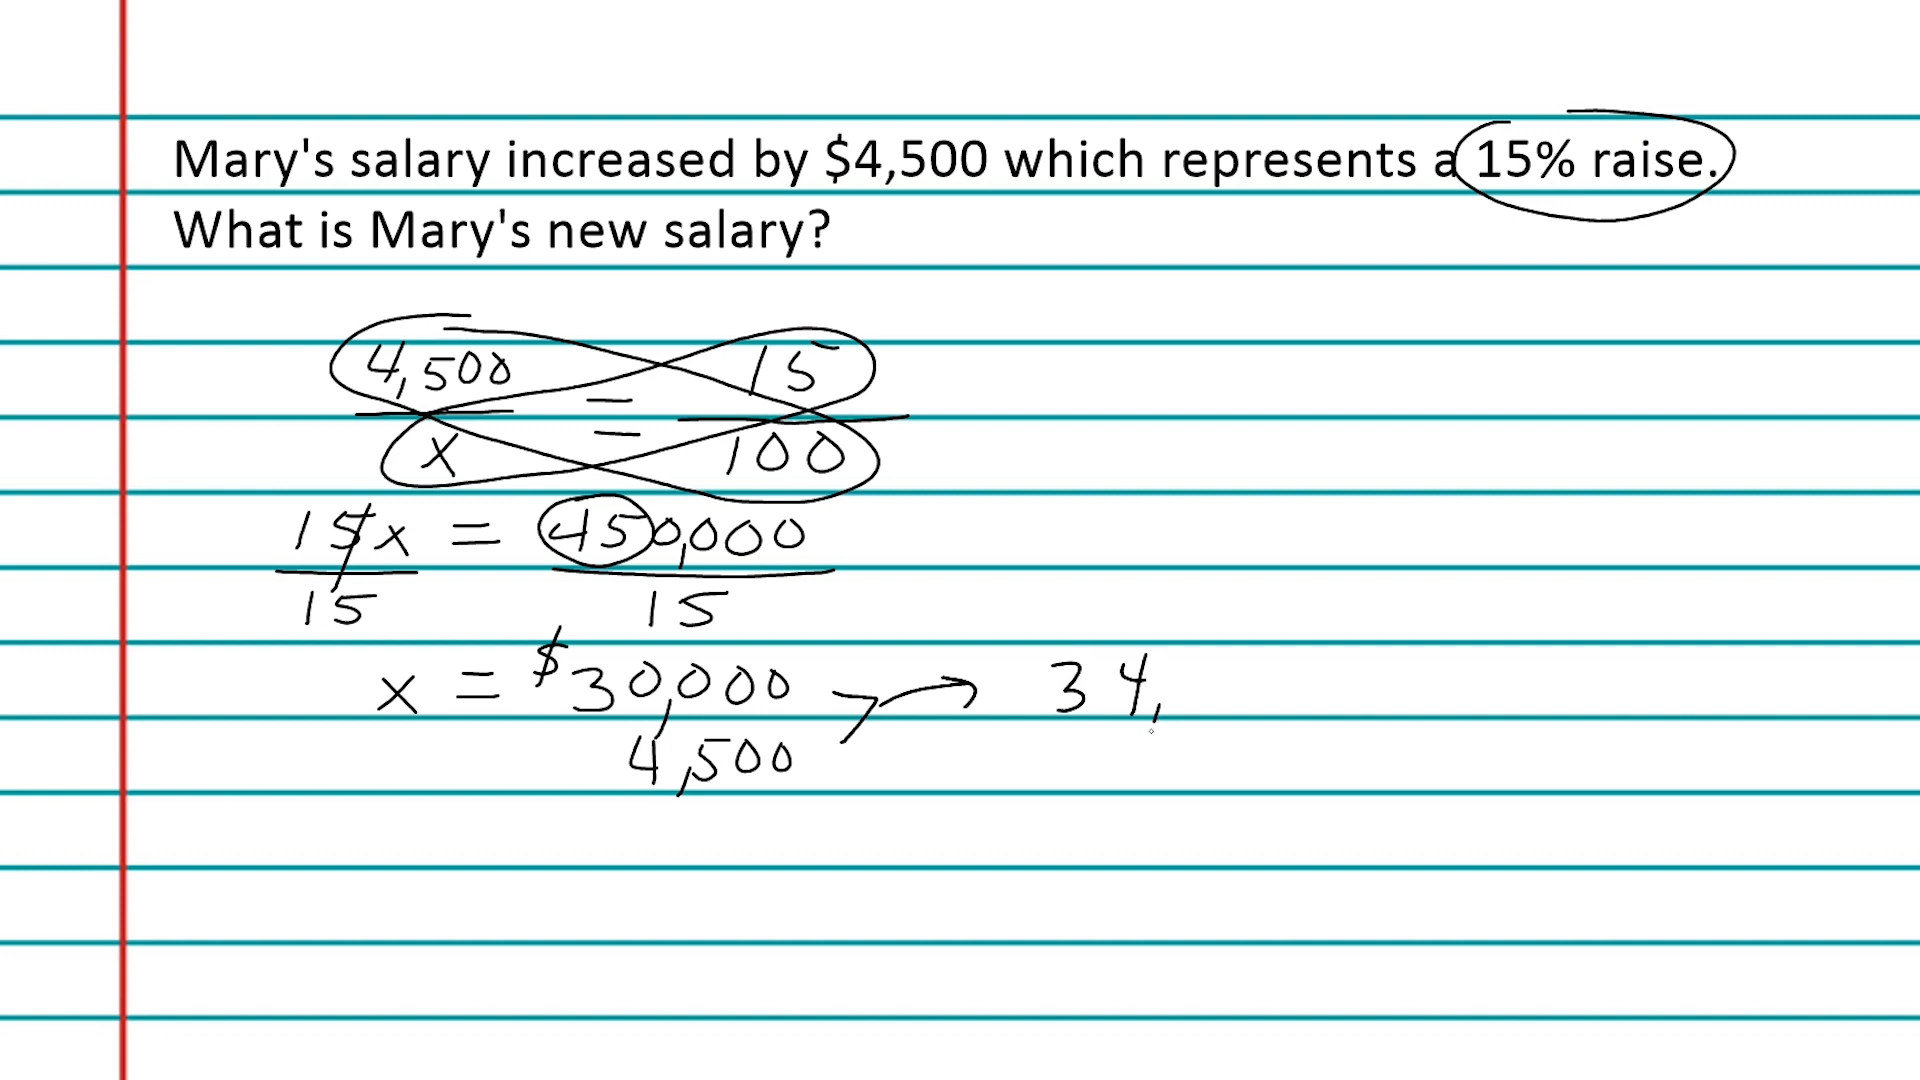 Mary's salary increased by $4,500 which represents a 15% raise.
What is Mary's new salary?
4,500 = 15
x = 100
15x = 450,000
15 15
x = $30,000 → 34,
4,500